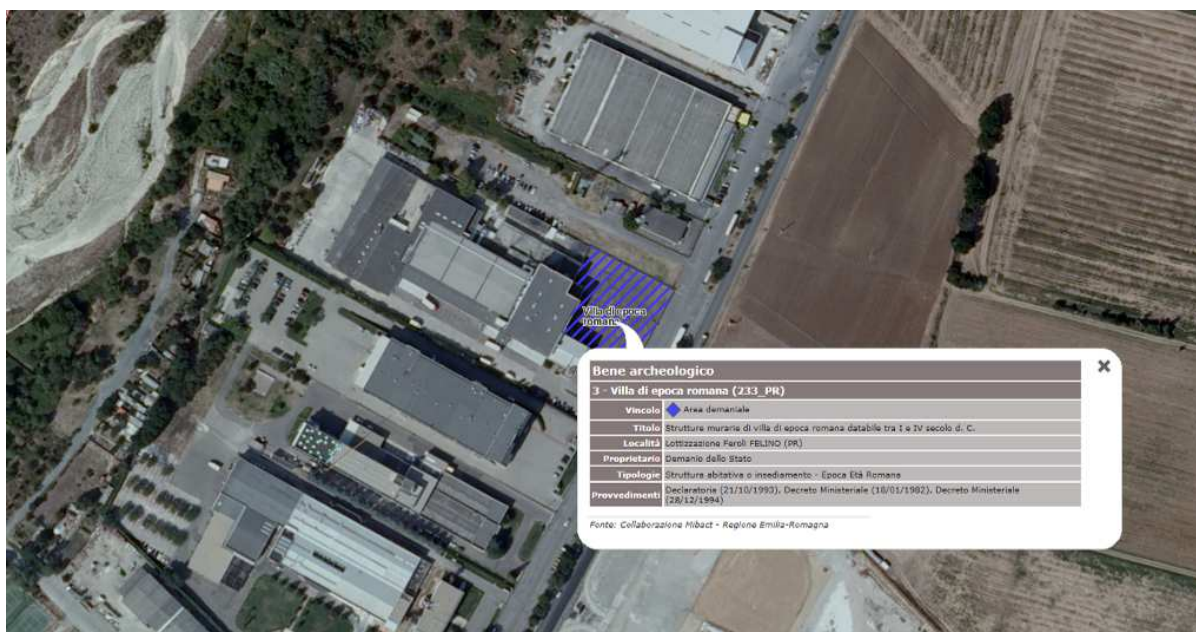 Villa di epoca
roman.
Bene archeologico
3 - Villa di epoca romana (233_PR)
Vincolo Area demaniale
Titolo Strutture murarie di villa di epoca romana databile tra I e IV secolo d. C.
Località Lottizzazione Feroli FELINO (PR)
Proprietario Demanio dello Stato
Tipologie Struttura abitativa o insediamento - Epoca Età Romana
Provvedimenti Declaratoria (21/10/1993), Decreto Ministeriale (18/01/1982), Decreto Ministeriale
(28/12/1994)
Fonte: Collaborazione Mibact - Regione Emilia-Romagna